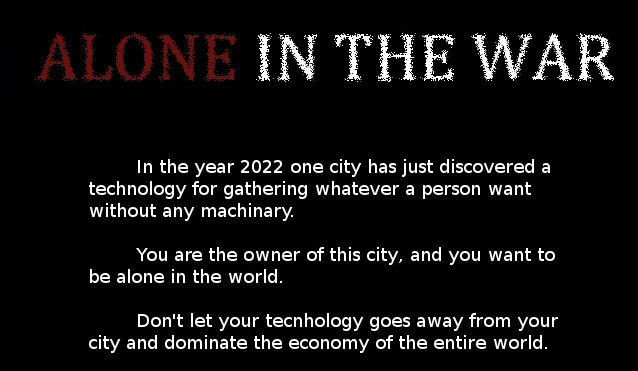 ALONE IN THE WAR
In the year 2022 one city has just discovered a
technology for gathering whatever a person want
without any machinary.
You are the owner of this city, and you want to
be alone in the world.
Don't let your tecnhology goes away from your
city and dominate the economy of the entire world.